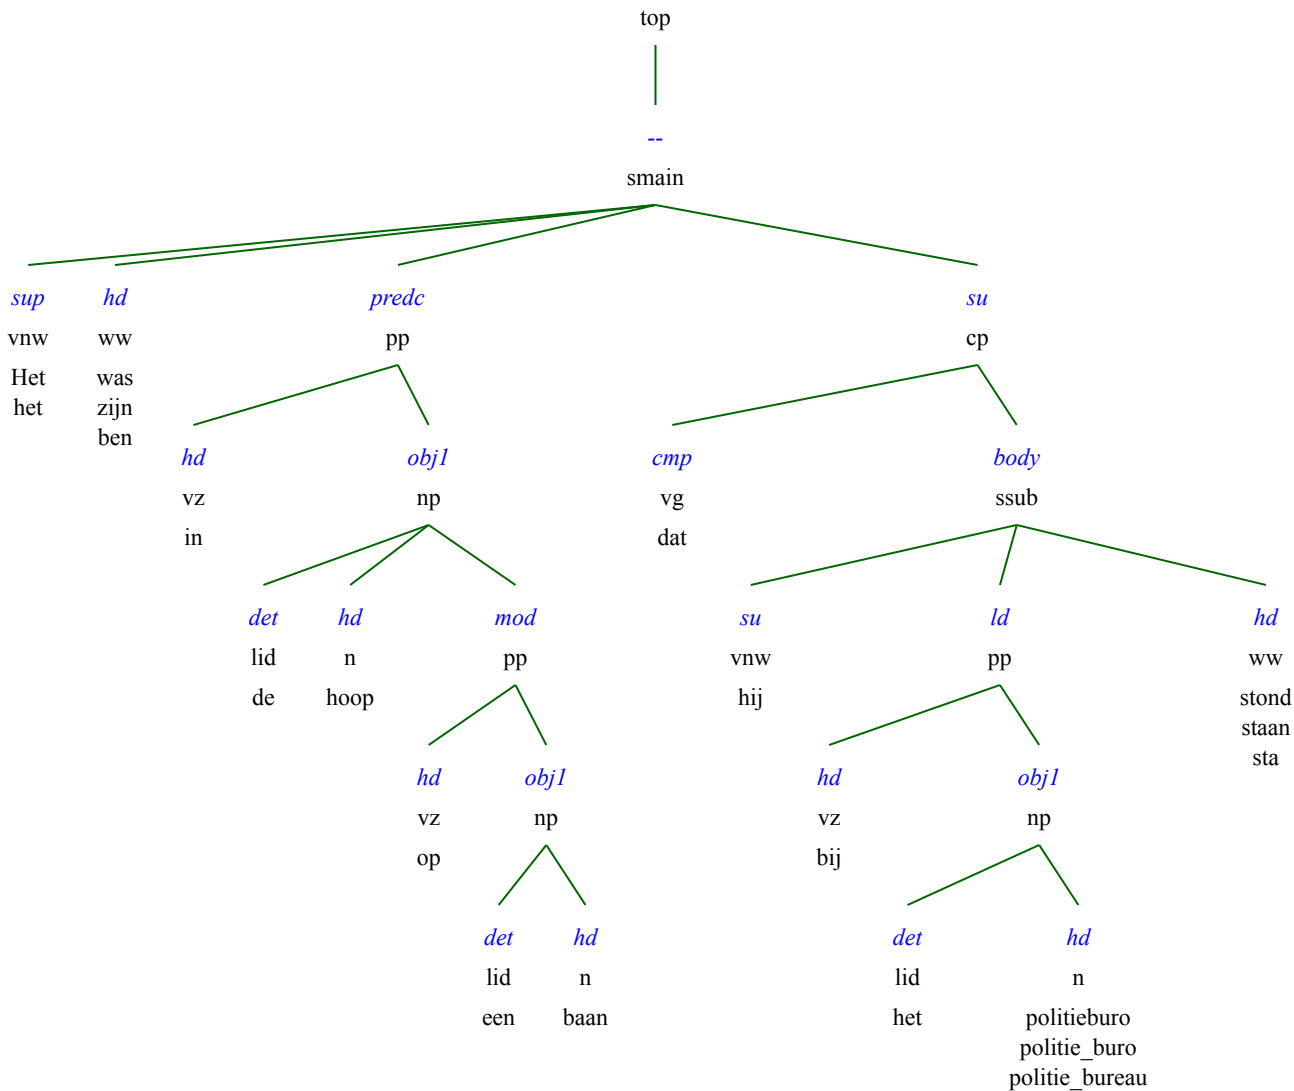 top
--
smain
sup hd predc su
vnw ww pp cp
Het was
het zijn
ben
hd obj1 cmp body
vz np vg ssub
in dat
det hd mod su ld hd
lid n pp vnw pp ww
de hoop hij stond
staan
sta
hd obj1 hd obj1
vz np vz np
op bij
det hd det hd
lid n lid n
een baan het politieburo
politie_buro
politie_bureau